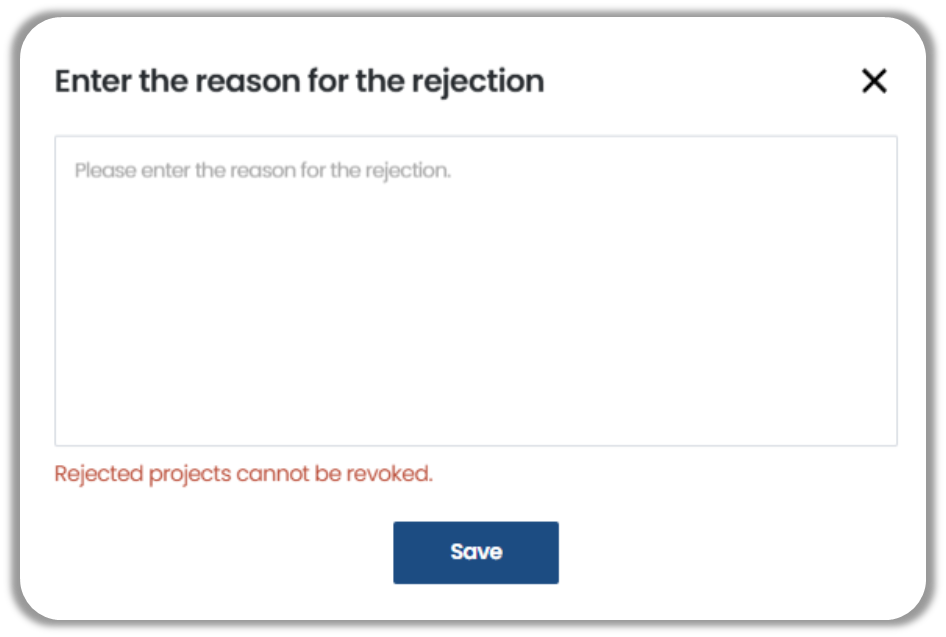 Enter the reason for the rejection
Please enter the reason for the rejection.
Rejected projects cannot be revoked.
Save